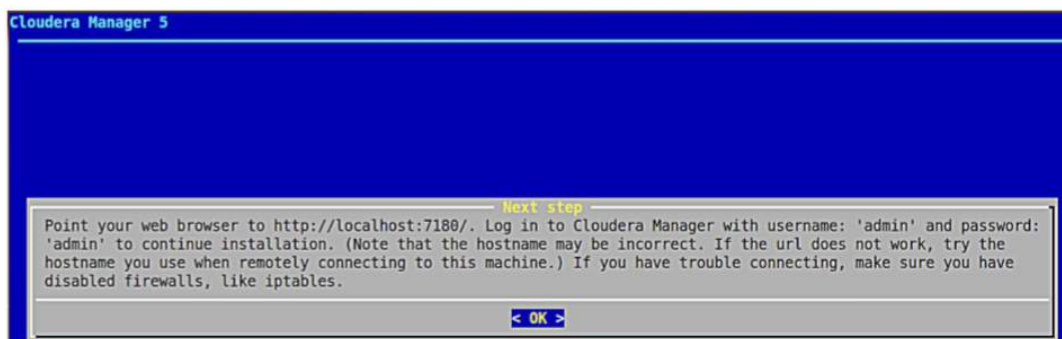 Cloudera Manager 5
Next step
Point your web browser to http://localhost:7180/. Log in to Cloudera Manager with username: 'admin' and password:
'admin' to continue installation. (Note that the hostname may be incorrect. If the url does not work, try the
hostname you use when remotely connecting to this machine.) If you have trouble connecting, make sure you have
disabled firewalls, like iptables.
< OK >